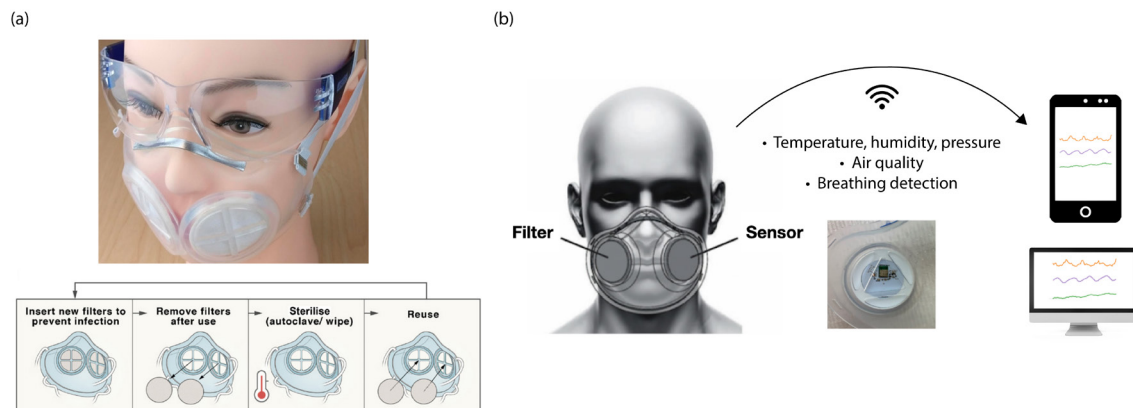 (a)
Insert new filters to
prevent infection
Remove filters
after use
Sterilise
(autoclave/ wipe)
Reuse
(b)
• Temperature, humidity, pressure
• Air quality
• Breathing detection
Filter
Sensor